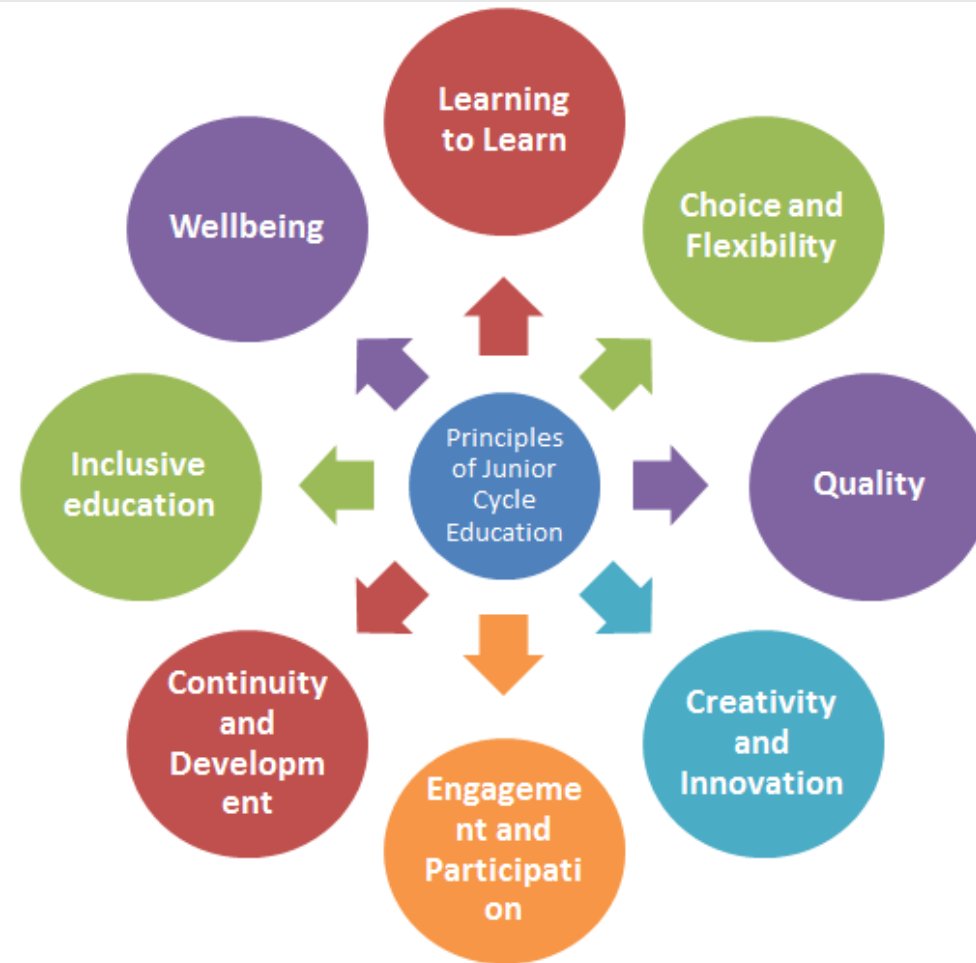 Learning
to Learn
Choice and
Flexibility
Quality
Creativity
and
Innovation
Engageme
nt and
Participati
on
Continuity
and
Developm
ent
Inclusive
education
Wellbeing
Principles
of Junior
Cycle
Education